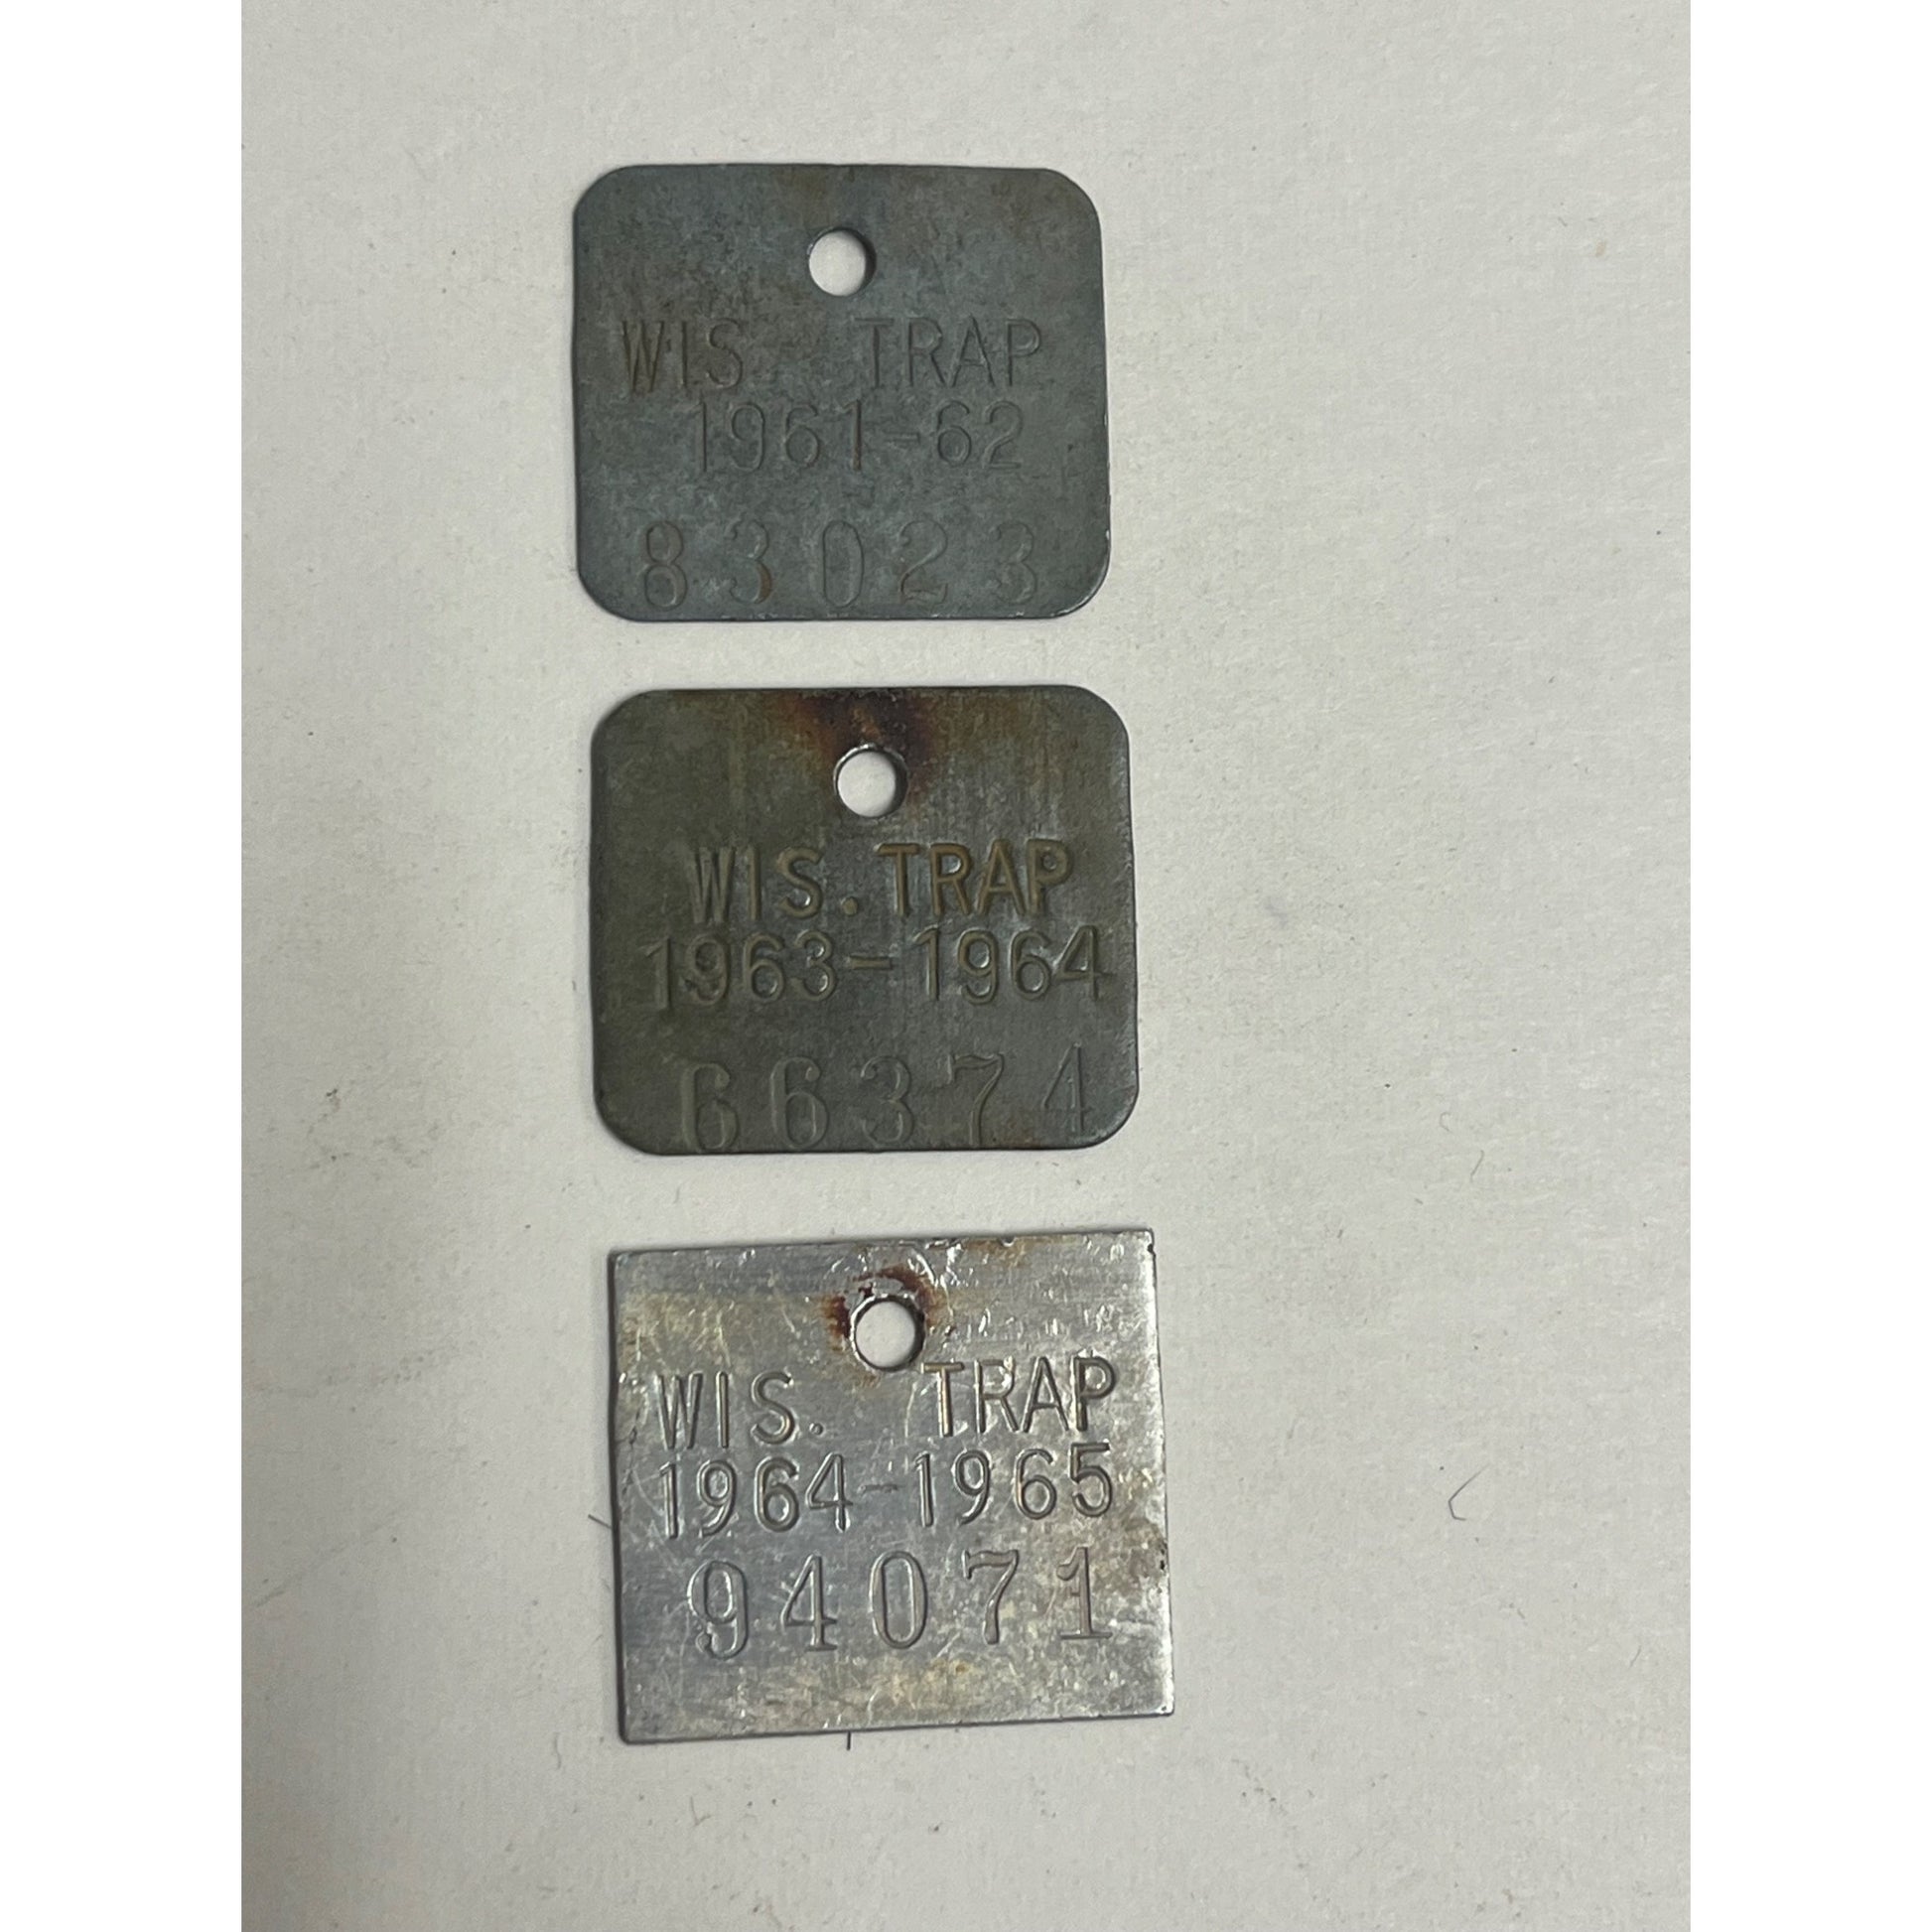 WIS TRAP
1961-62
83023
WIS. TRAP
1963-1964
66374
WIS. TRAP
1964-1965
94071